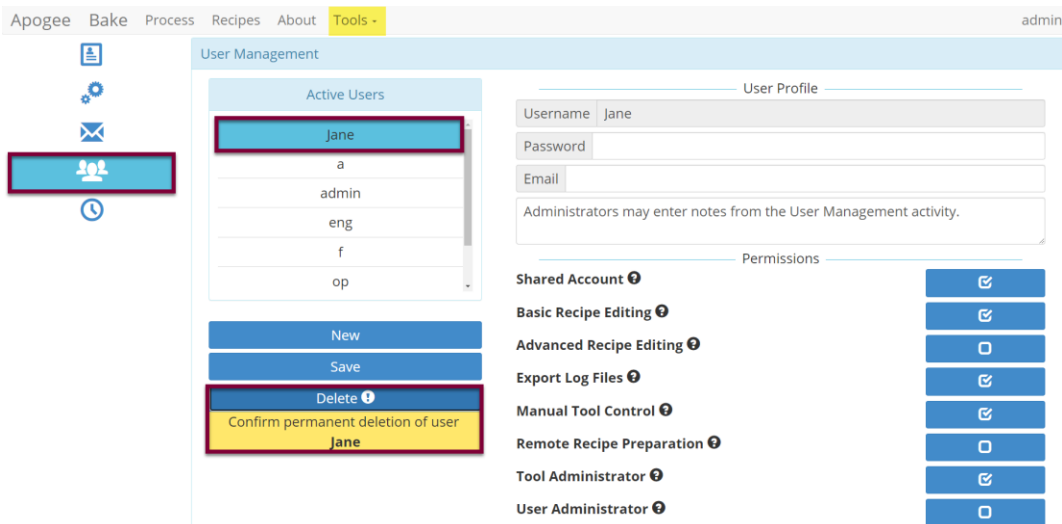 Apogee Bake Process Recipes About Tools admin
User Management
Active Users
Jane
a
admin
eng
f
op
New
Save
Delete
Confirm permanent deletion of user
Jane
User Profile
Username Jane
Password
Email
Administrators may enter notes from the User Management activity.
Permissions
Shared Account
Basic Recipe Editing
Advanced Recipe Editing
Export Log Files
Manual Tool Control
Remote Recipe Preparation
Tool Administrator
User Administrator